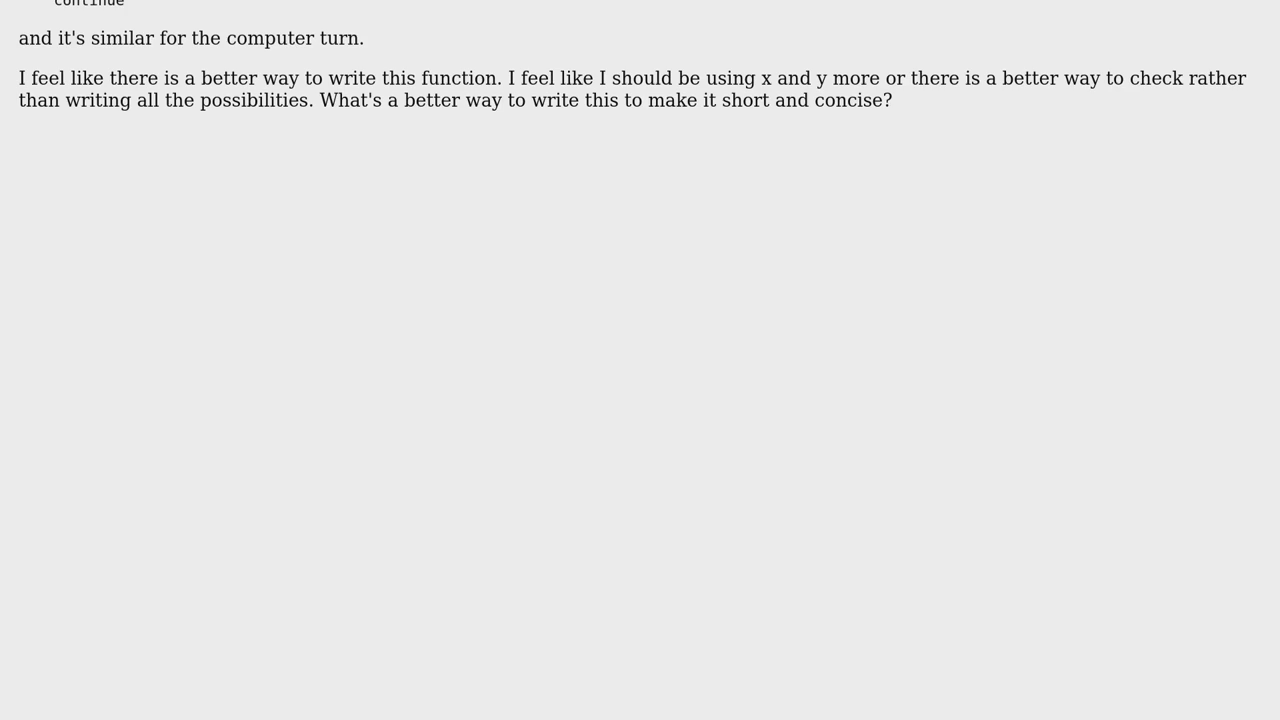 continue
and it's similar for the computer turn.
I feel like there is a better way to write this function. I feel like I should be using x and y more or there is a better way to check rather
than writing all the possibilities. What's a better way to write this to make it short and concise?